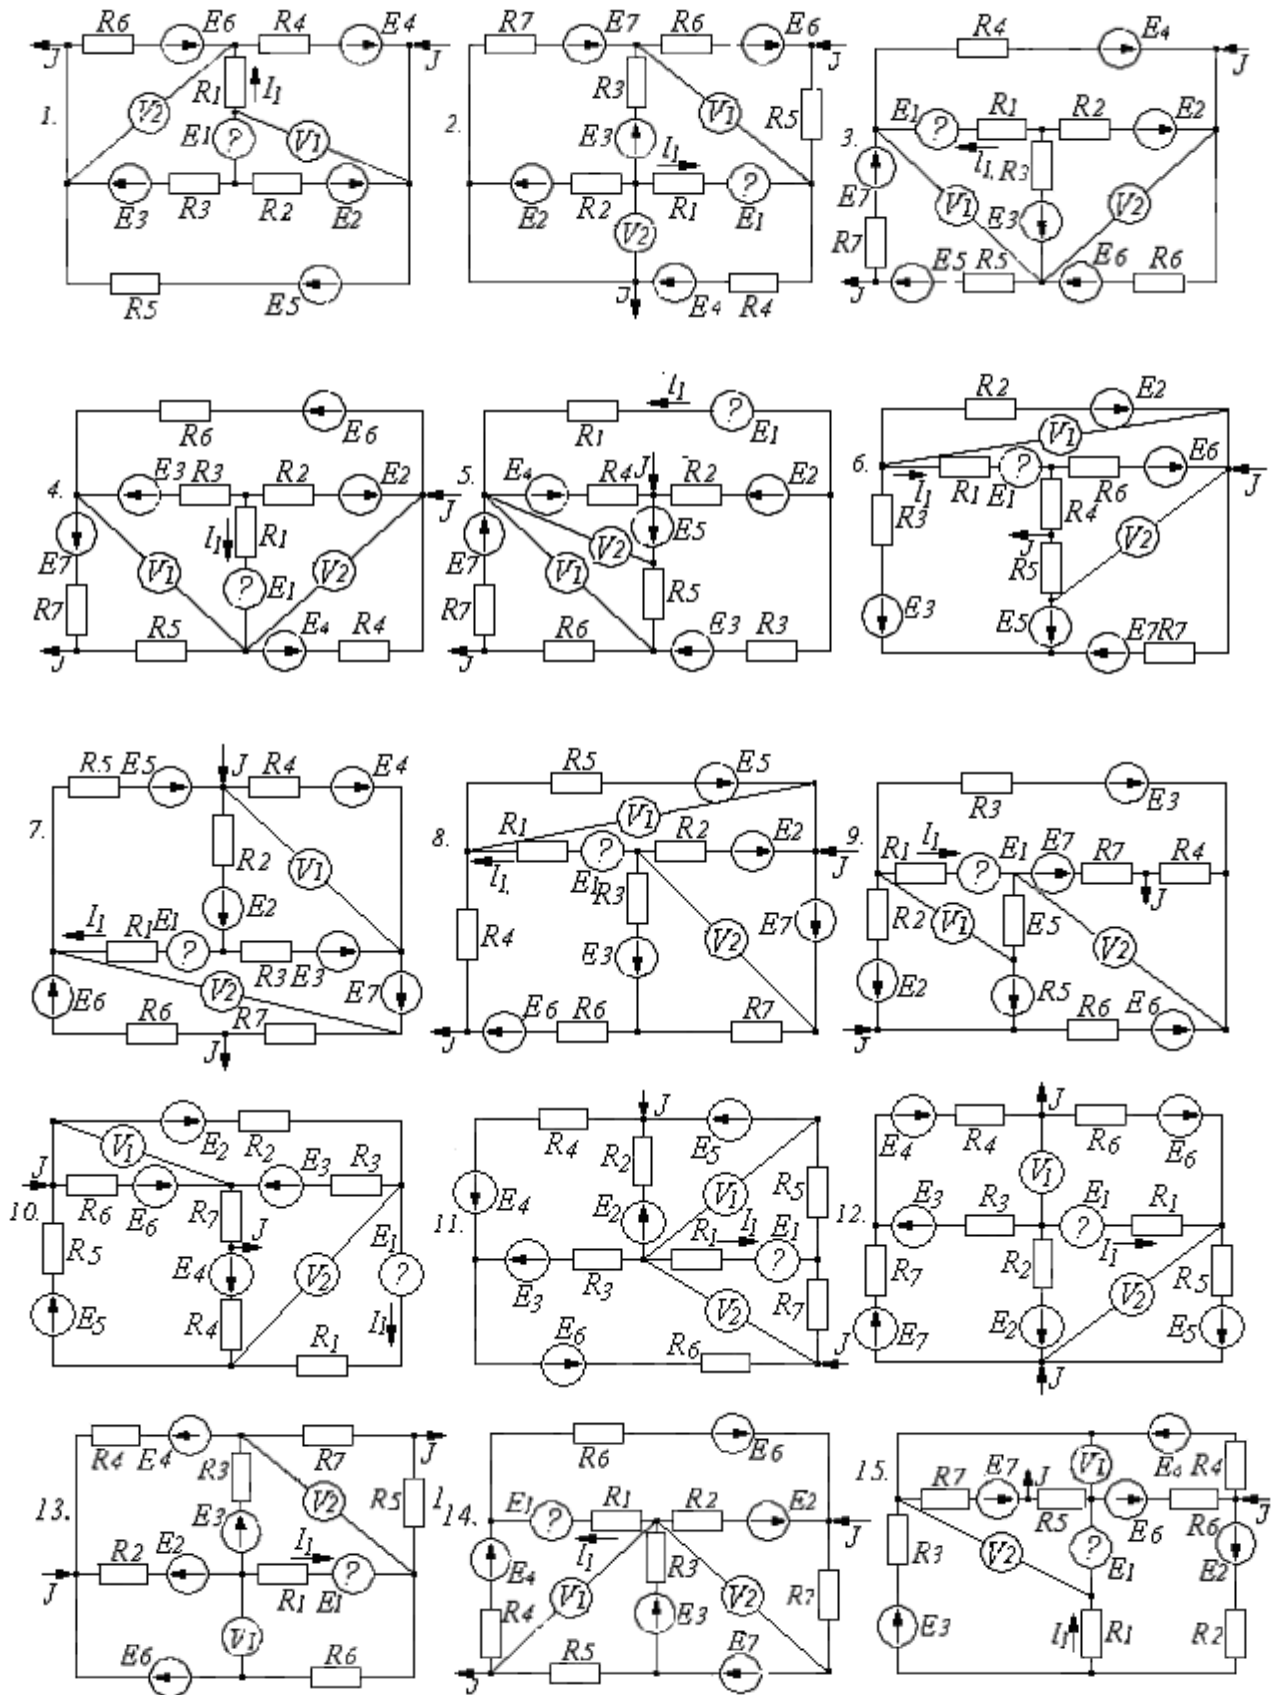 1. J R6 E6 R4 E4 J
R1 I1
V2 E1 ? V1
E3 R3 R2 E2
R5 E5
2. R7 E7 R6 E6 J
R3 V1 R5
E3 I1
E2 R2 R1 ? E1
V2
J E4 R4
3. R4 E4 J
E1 ? R1 R2 E2
I1, R3
E7 V1 E3 V2
R7 E5 R5 E6 R6
J
4. R6 E6
E3 R3 R2 E2 J
I1 R1
E7 V1 ? E1 V2
R7 R5 E4 R4
J
5. I1 ? E1
R1
E4 R4 J R2 E2
E5
E7 V1 V2
R7 R5
J R6 E3 R3
6. R2 E2
V1
I1 R1 ? E1 R6 E6 J
R3 R4
J V2
R5
E3 E5 E7 R7
7. R5 E5 J R4 E4
R2 V1
E2
I1 R1 E1 ? R3 E3
E6 V2 E7
R6 R7
J
8. R5 E5
V1
R1 ? E1 R2 E2 J
I1, R3
R4 E3 V2 E7
E6 R6 R7
J
9. R3 E3
R1 I1 ? E1 E7 R7 R4
J
R2 V1 E5 V2
E2 R5
J R6 E6
10. E2 R2
V1 E3 R3
J R6 E6 R7
J
R5 E4 V2 E1 ?
E5 R4 R1 I1
11. R4 J E5
R2 R5
E4 E2 V1
R1 I1 E1 ?
E3 R3 R7
E6 V2
R6 J
12. J
E4 R4 R6 E6
V1
E3 R3 E1 ? R1
I1
R7 R2 R5
E7 E2 V2 E5
J
13. R4 E4 R7 J
R3 V2 R5 1
E3
R2 E2 I1
J R1 E1 ?
V1
E6 R6
14. R6 E6
E1 ? R1 R2 E2 J
I1 R3
E4 V1 E3 V2 R?
R4 R5 E7
J
15. V1 E4 R4
R7 E7 J R5 E6 R6 J
R3 V2 ? E1 E2
E3 I1 R1 R2